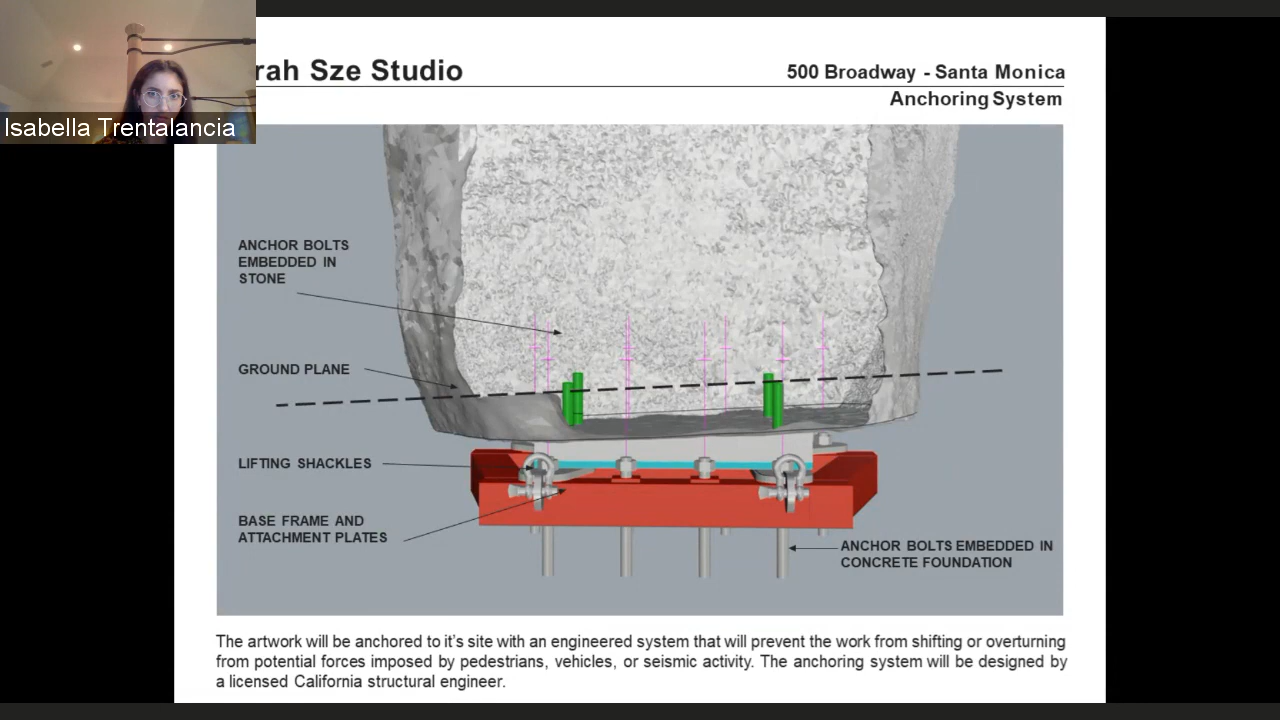 rah Sze Studio
500 Broadway - Santa Monica
Anchoring System
Isabella Trentalancia
ANCHOR BOLTS
EMBEDDED IN
STONE
GROUND PLANE
LIFTING SHACKLES
BASE FRAME AND
ATTACHMENT PLATES
ANCHOR BOLTS EMBEDDED IN
CONCRETE FOUNDATION
The artwork will be anchored to it's site with an engineered system that will prevent the work from shifting or overturning
from potential forces imposed by pedestrians, vehicles, or seismic activity. The anchoring system will be designed by
a licensed California structural engineer.